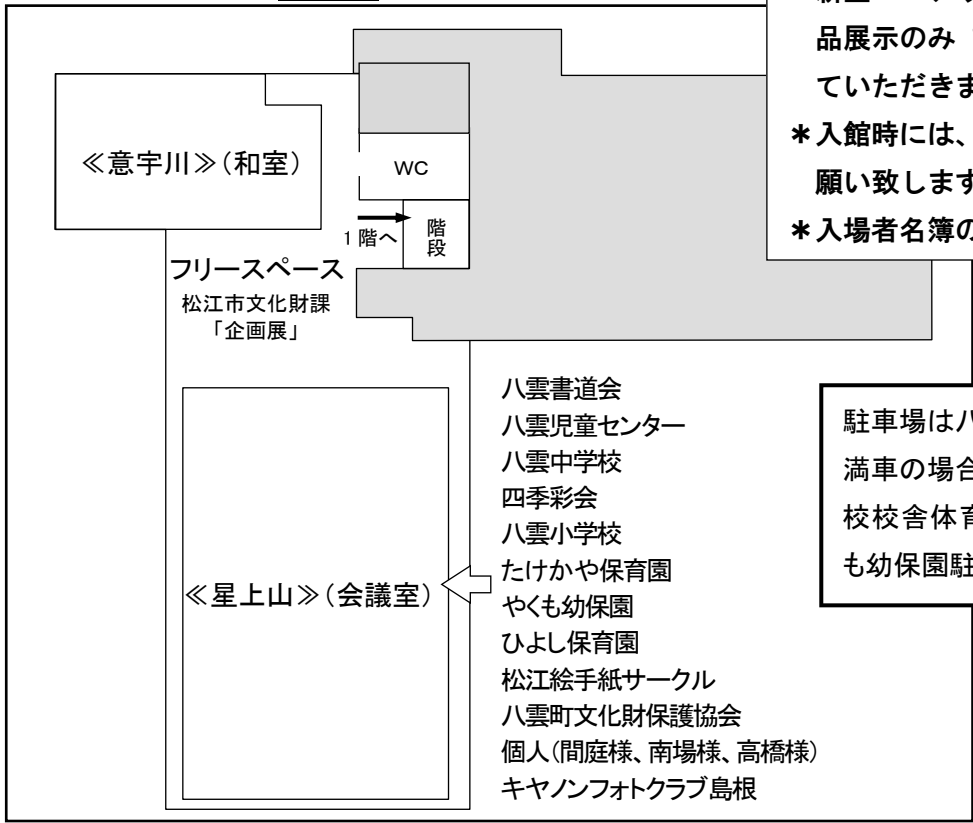 品展示のみ
ていただきま
＊入館時には、
願い致します
＊入場者名簿の
≪意宇川≫（和室）
WC
階段
1階へ
フリースペース
松江市文化財課
「企画展」
≪星上山≫（会議室）
八雲書道会
八雲児童センター
八雲中学校
四季彩会
八雲小学校
たけかや保育園
やくも幼保園
ひよし保育園
松江絵手紙サークル
八雲町文化財保護協会
個人（間庭様、南場様、高橋様）
キヤノンフォトクラブ島根
駐車場は八
満車の場合
校校舎体育
も幼保園駐